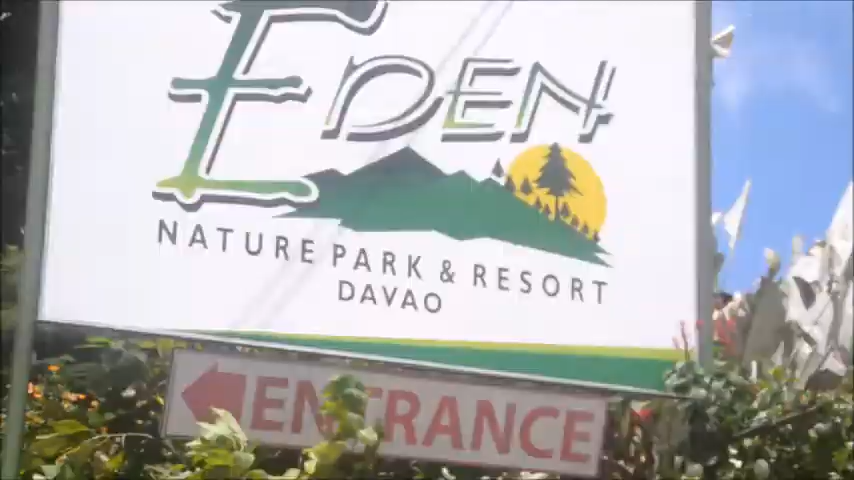 EDEN
NATURE PARK & RESORT
DAVAO
ENTRANCE